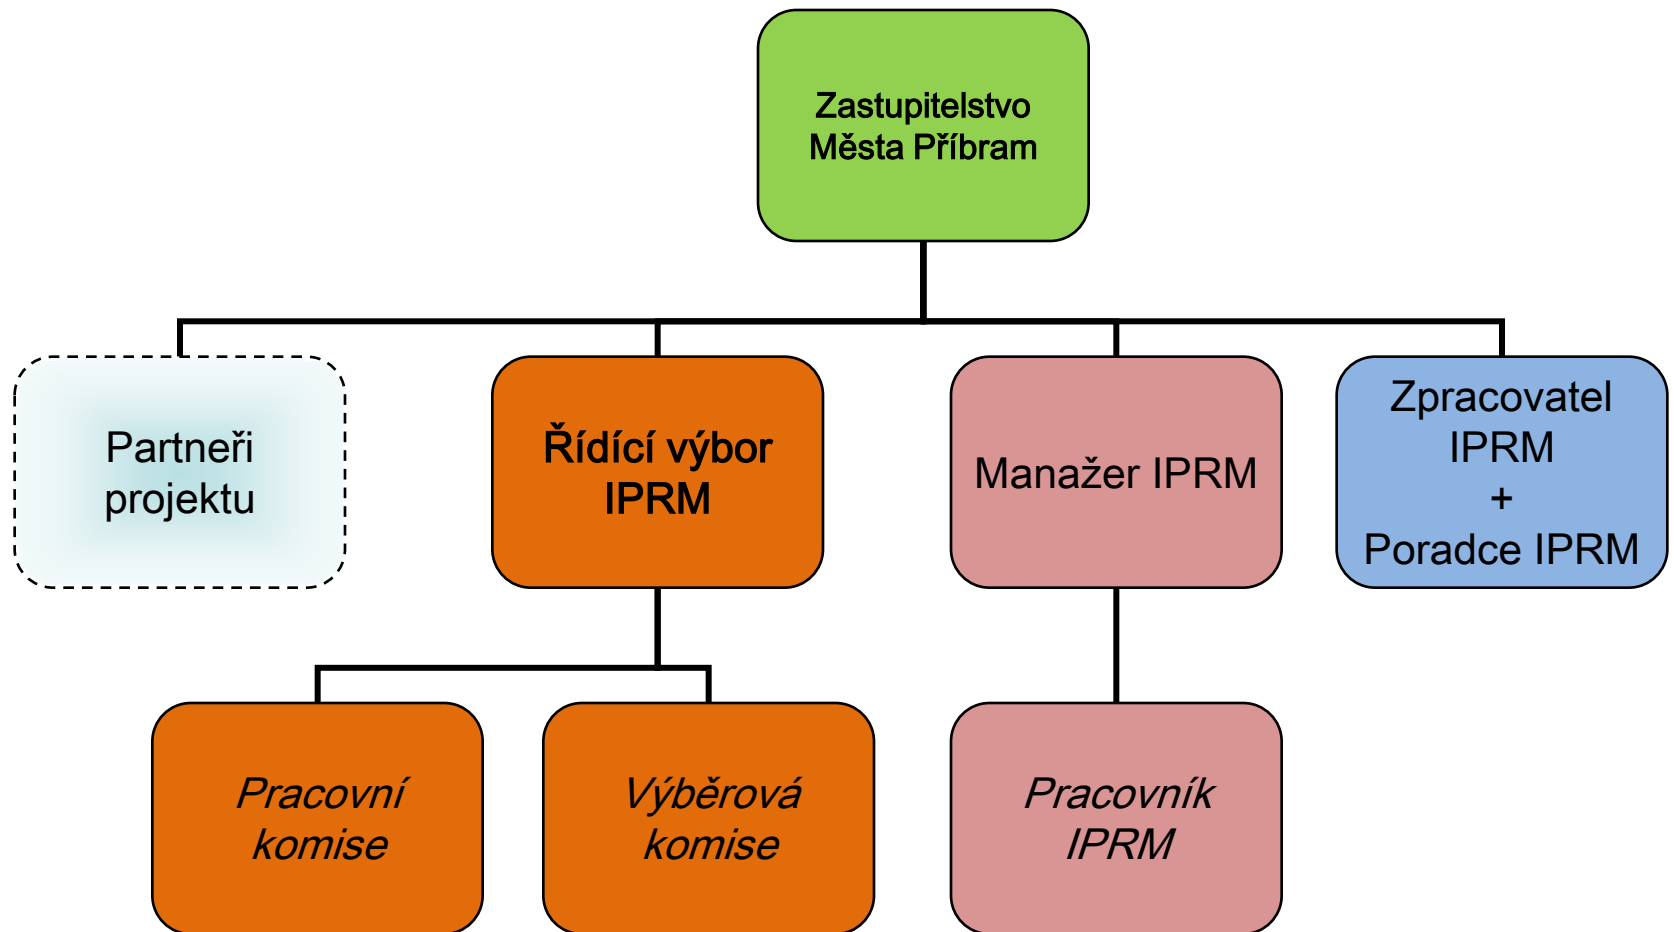 Zastupitelstvo
Města Příbram
Partneři
projektu
Řídící výbor
IPRM
Manažer IPRM
Zpracovatel
IPRM
+
Poradce IPRM
Pracovní
komise
Výběrová
komise
Pracovník
IPRM